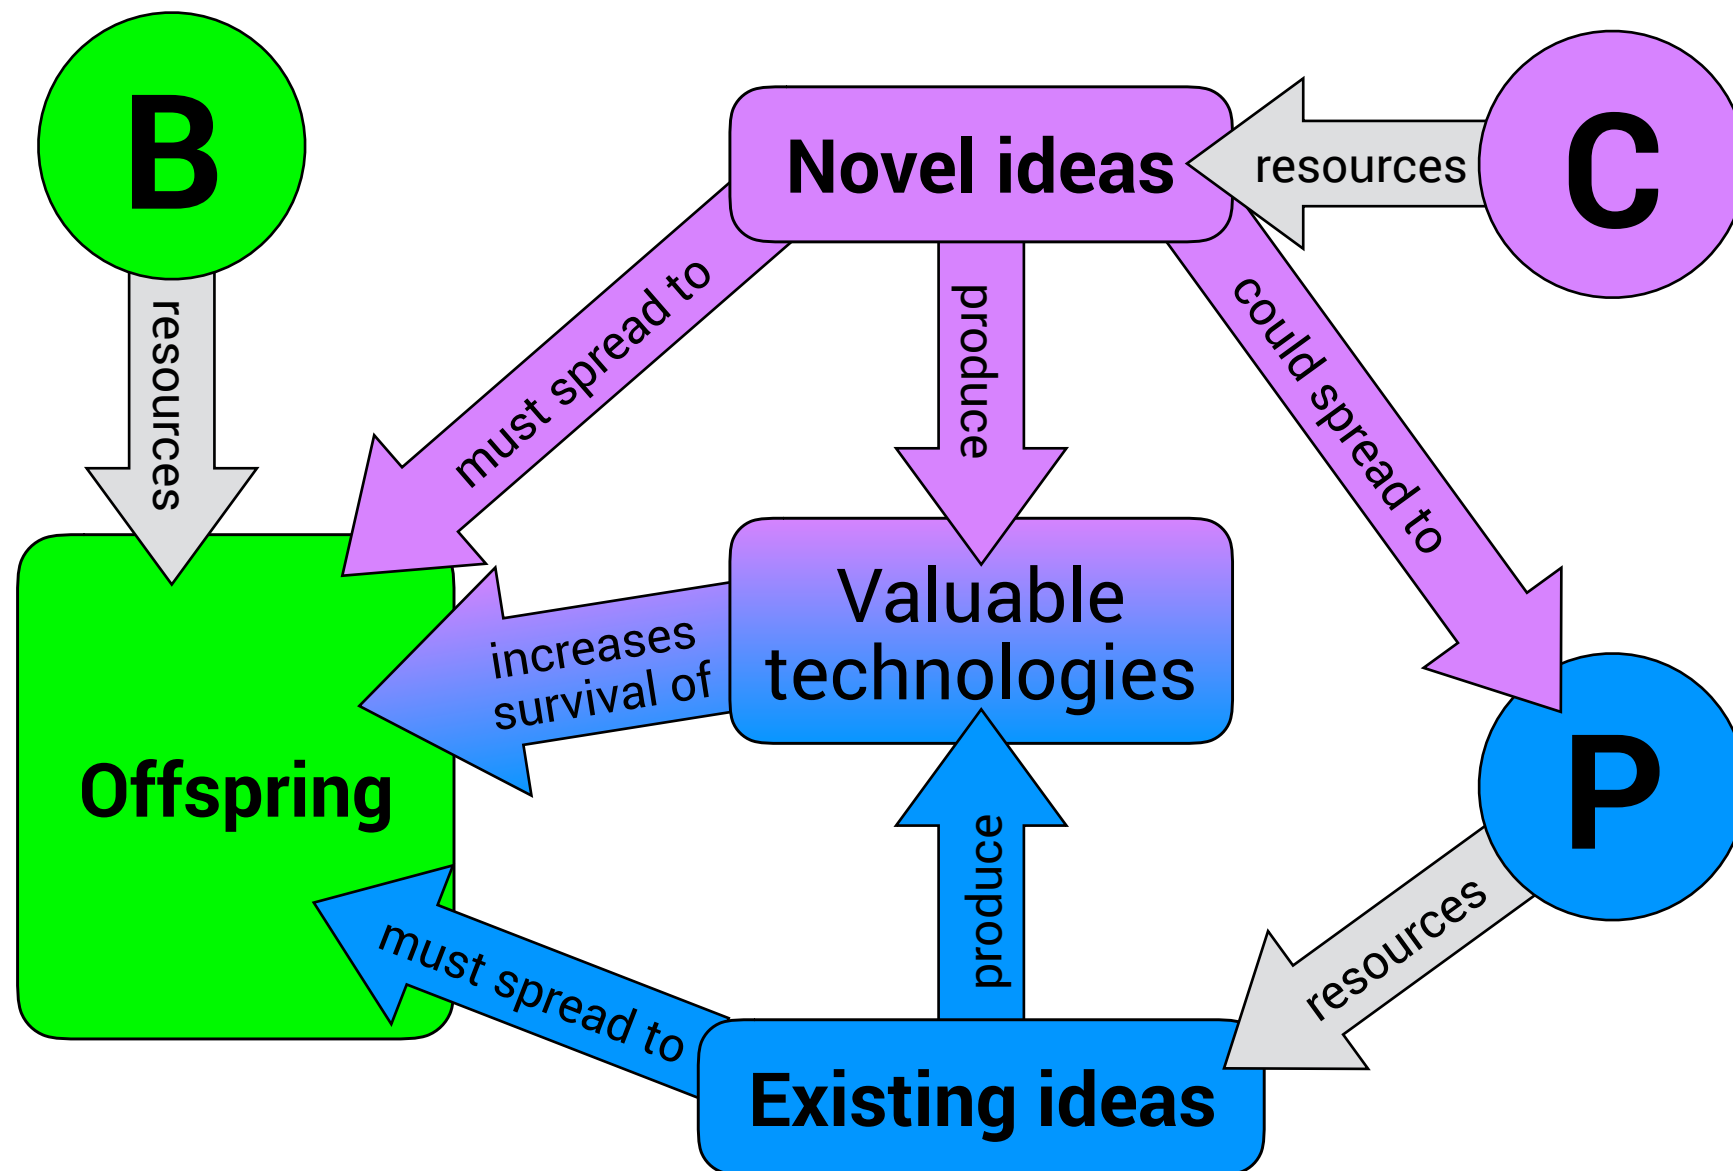 B
Novel ideas
resources
C
resources
must spread to
produce
could spread to
Valuable
technologies
increases
survival of
Offspring
P
produce
resources
must spread to
Existing ideas